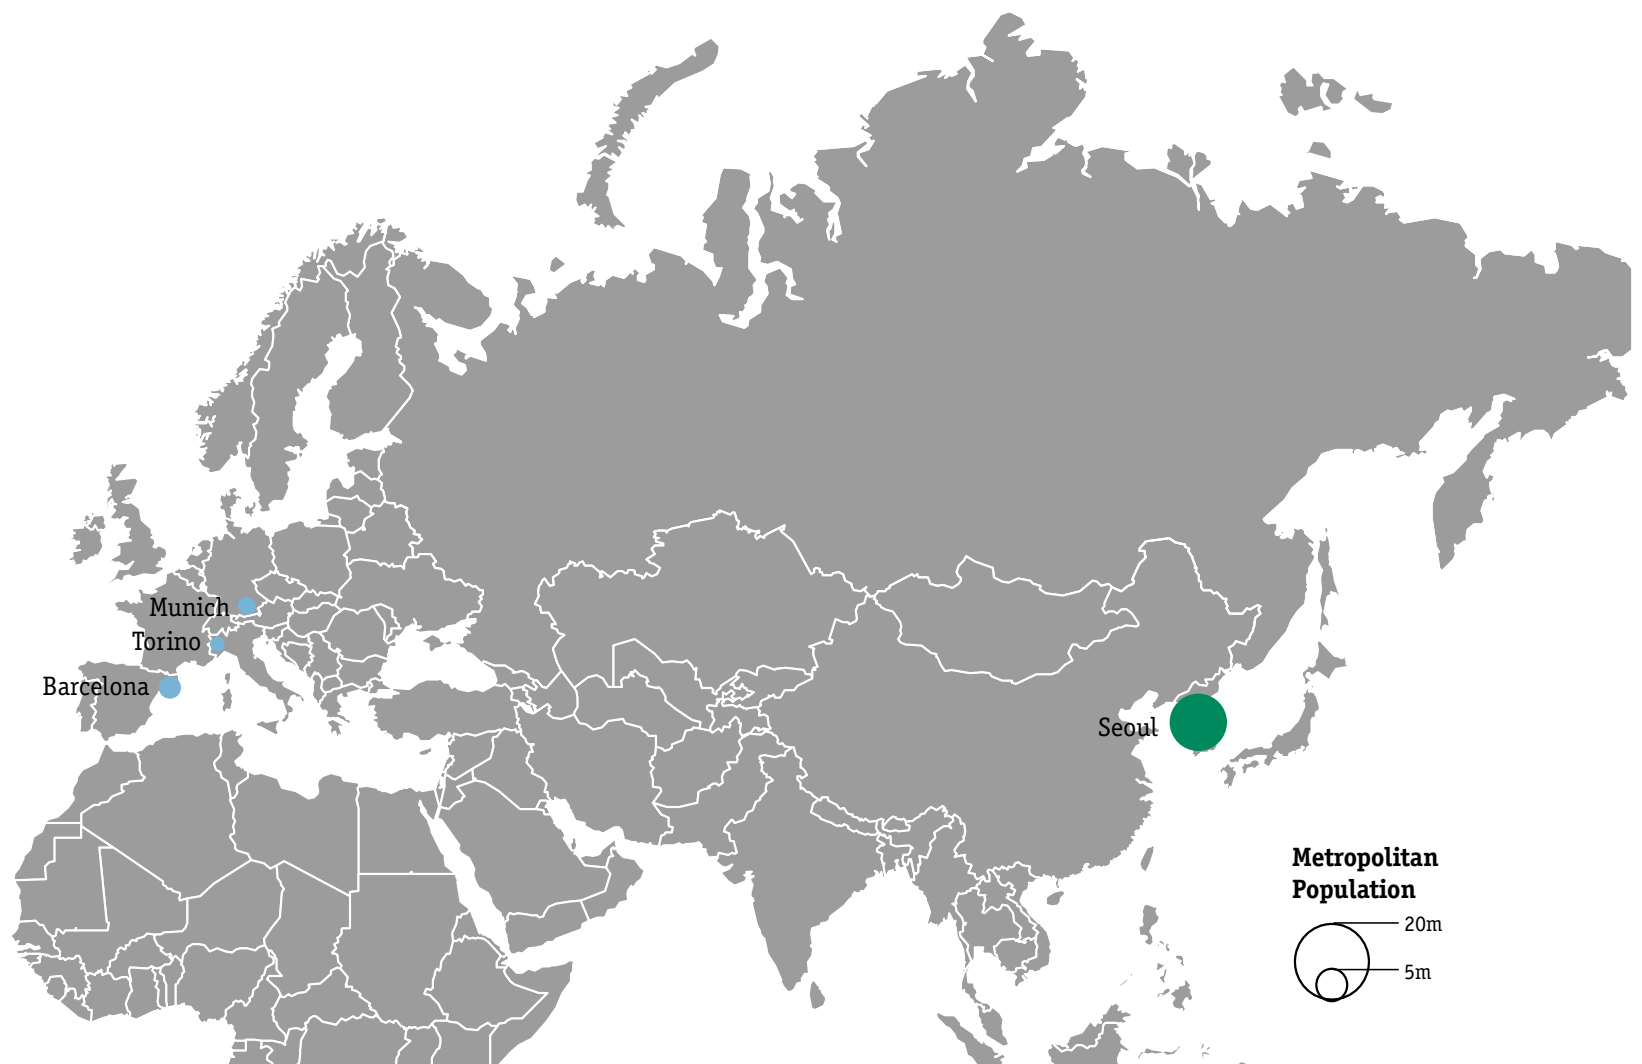 Munich
Torino
Barcelona
Seoul
Metropolitan
Population
20m
5m